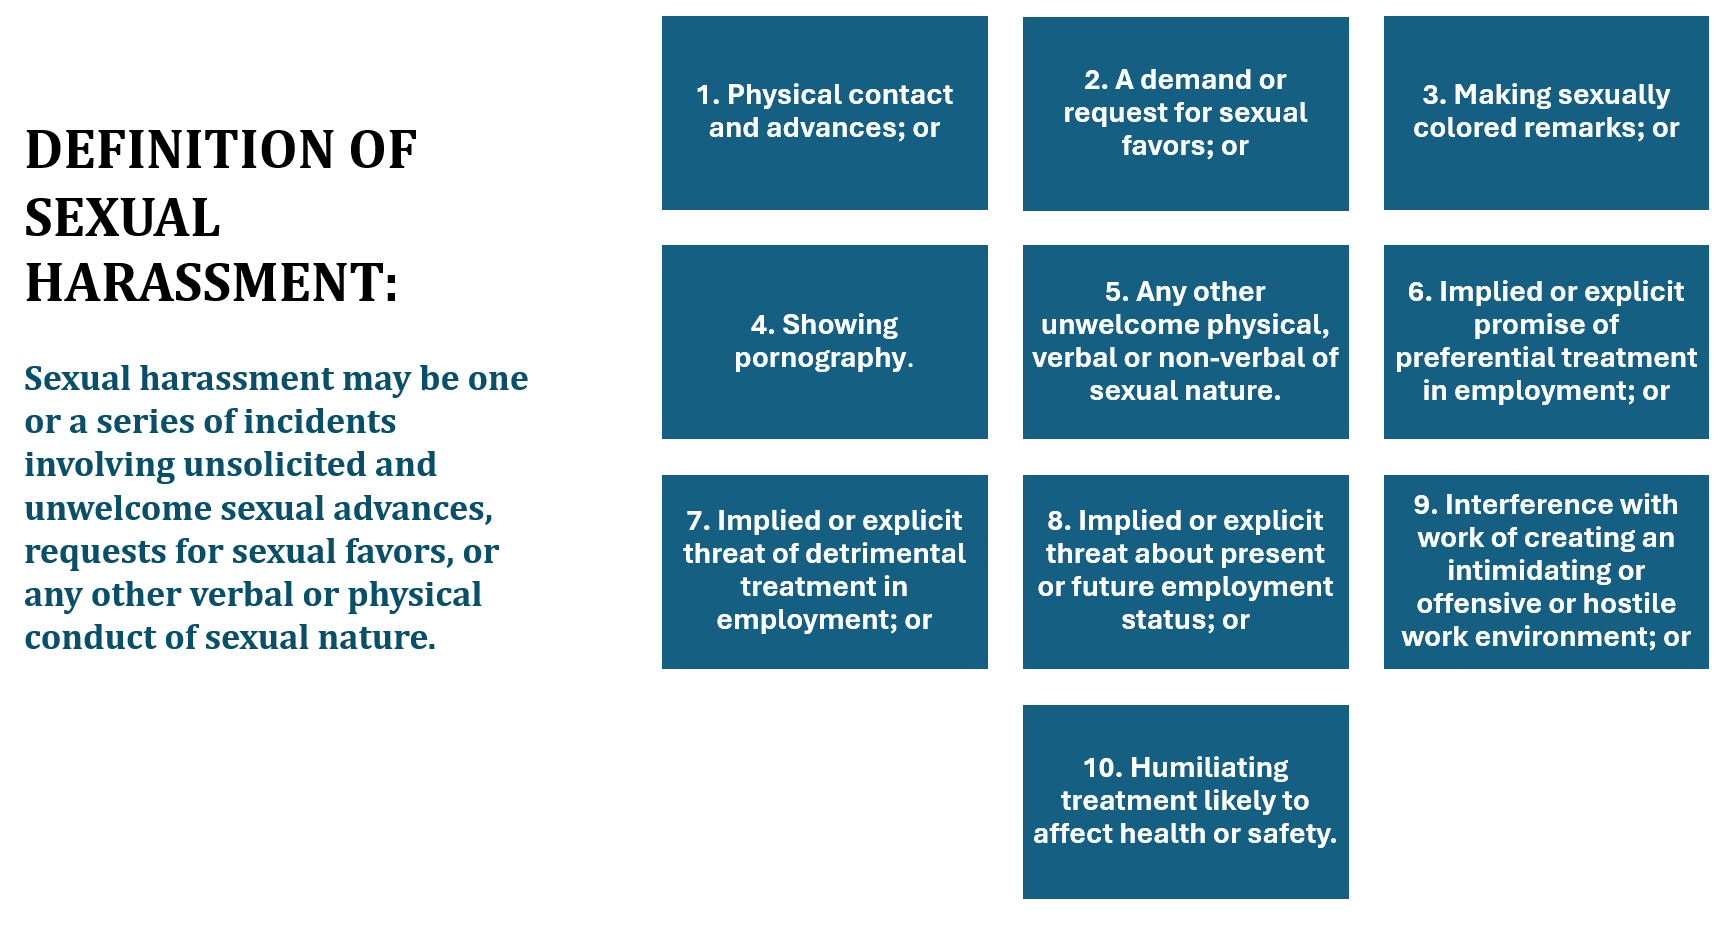 DEFINITION OF
SEXUAL
HARASSMENT:
Sexual harassment may be one
or a series of incidents
involving unsolicited and
unwelcome sexual advances,
requests for sexual favors, or
any other verbal or physical
conduct of sexual nature.
1. Physical contact
and advances; or
2. A demand or
request for sexual
favors; or
3. Making sexually
colored remarks; or
4. Showing
pornography.
5. Any other
unwelcome physical,
verbal or non-verbal of
sexual nature.
6. Implied or explicit
promise of
preferential treatment
in employment; or
7. Implied or explicit
threat of detrimental
treatment in
employment; or
8. Implied or explicit
threat about present
or future employment
status; or
9. Interference with
work of creating an
intimidating or
offensive or hostile
work environment; or
10. Humiliating
treatment likely to
affect health or safety.